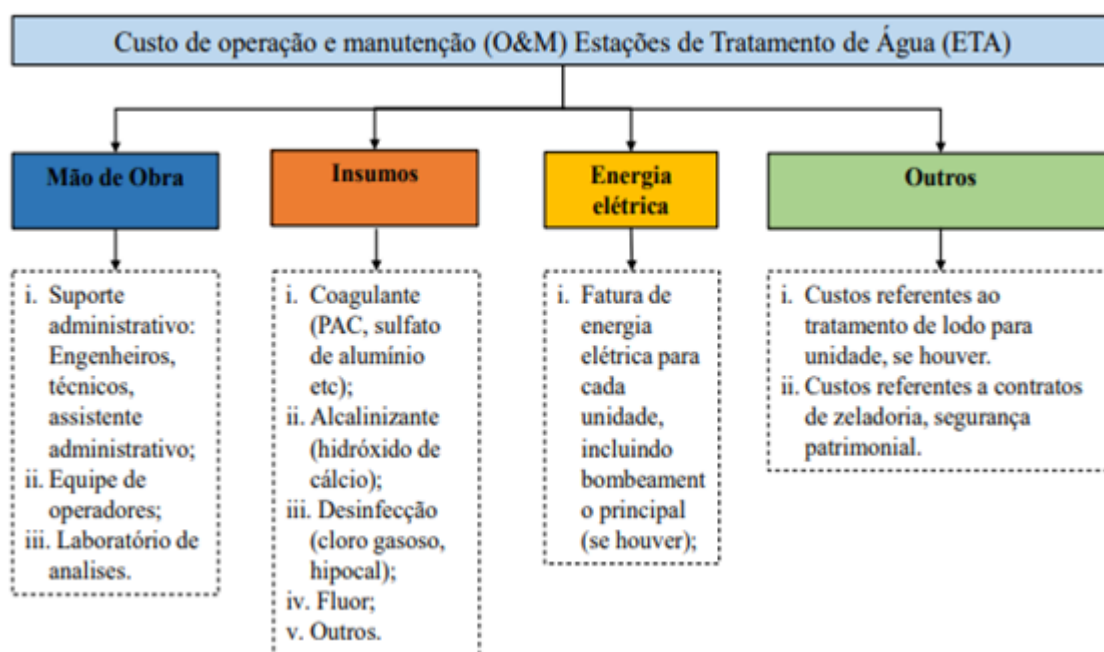 Custo de operação e manutenção (O&M) Estações de Tratamento de Água (ETA)
Mão de Obra
i. Suporte
administrativo:
Engenheiros,
técnicos,
assistente
administrativo;
ii. Equipe de
operadores;
iii. Laboratório de
analises.
Insumos
i. Coagulante
(PAC, sulfato
de alumínio
etc);
ii. Alcalinizante
(hidróxido de
cálcio);
iii. Desinfecção
(cloro gasoso,
hipocal);
iv. Fluor;
v. Outros.
Energia
elétrica
i. Fatura de
energia
elétrica para
cada
unidade,
incluindo
bombeament
o principal
(se houver);
Outros
i. Custos referentes ao
tratamento de lodo para
unidade, se houver.
ii. Custos referentes a contratos
de zeladoria, segurança
patrimonial.